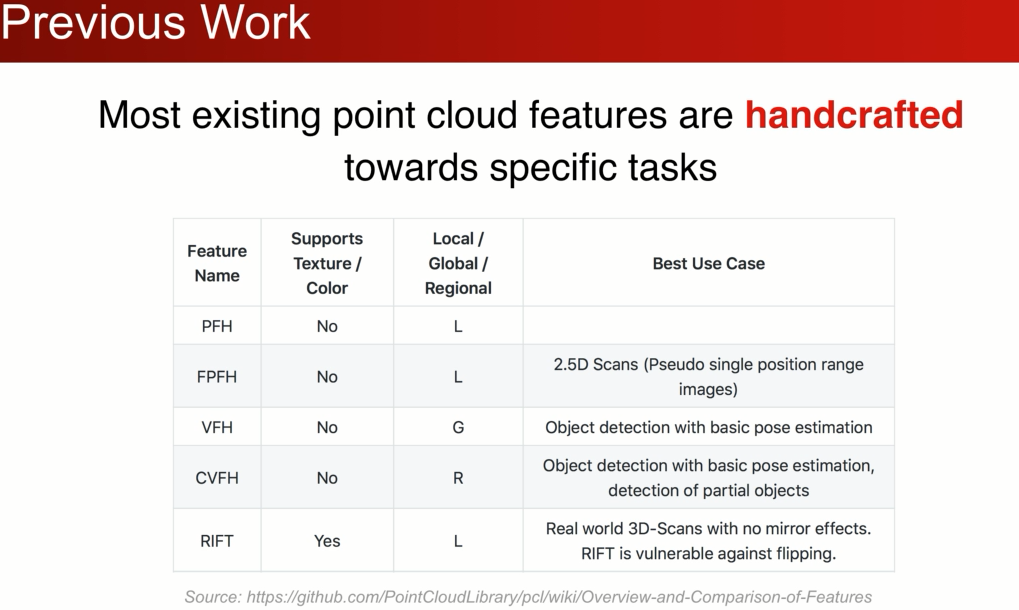 Previous Work
Most existing point cloud features are handcrafted
towards specific tasks
Feature
Name
Supports
Texture /
Color
Local /
Global /
Regional
Best Use Case
PFH
No
L
FPFH
No
L
2.5D Scans (Pseudo single position range
images)
VFH
No
G
Object detection with basic pose estimation
CVFH
No
R
Object detection with basic pose estimation,
detection of partial objects
RIFT
Yes
L
Real world 3D-Scans with no mirror effects.
RIFT is vulnerable against flipping.
Source: https://github.com/PointCloudLibrary/pcl/wiki/Overview-and-Comparison-of-Features